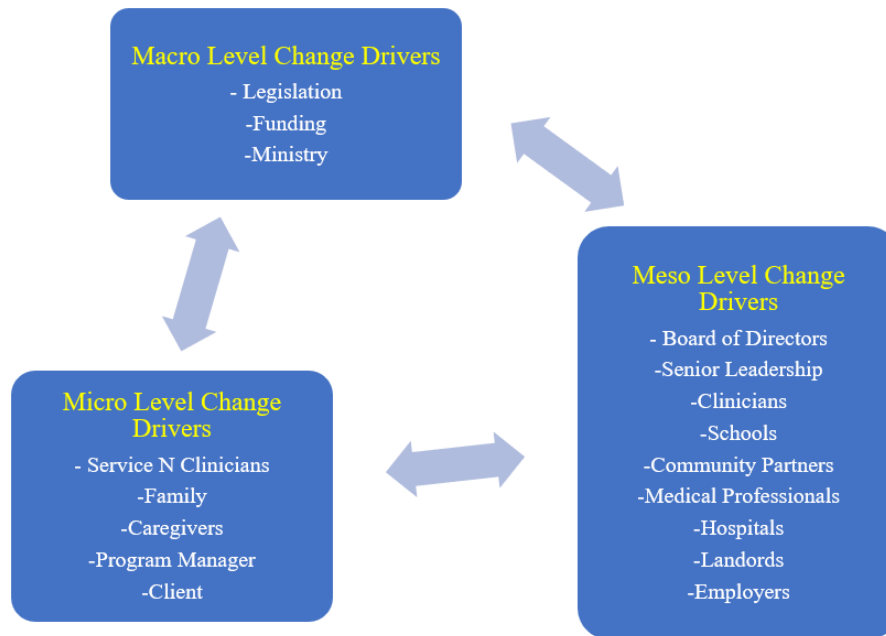 Macro Level Change Drivers
- Legislation
-Funding
-Ministry
Meso Level Change
Drivers
- Board of Directors
-Senior Leadership
-Clinicians
-Schools
-Community Partners
-Medical Professionals
-Hospitals
-Landords
-Employers
Micro Level Change
Drivers
- Service N Clinicians
-Family
-Caregivers
-Program Manager
-Client